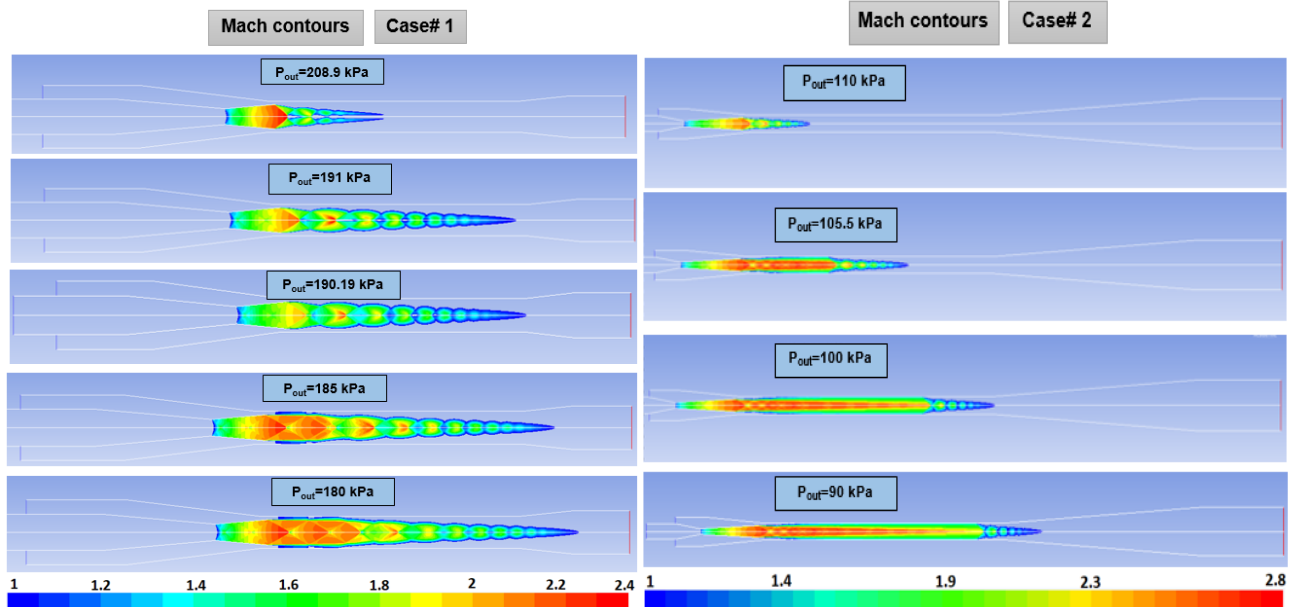 Mach contours Case# 1
Pout=208.9 kPa
Pout=191 kPa
Pout=190.19 kPa
Pout=185 kPa
Pout=180 kPa
1 1.2 1.4 1.6 1.8 2 2.2 2.4
Mach contours Case# 2
Pout=110 kPa
Pout=105.5 kPa
Pout=100 kPa
Pout=90 kPa
1 1.4 1.9 2.3 2.8